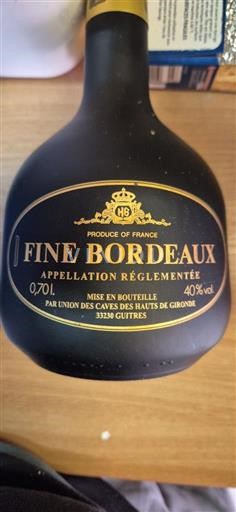 HG
PRODUCE OF FRANCE
FINE BORDEAUX
APPELLATION RÉGLEMENTÉE
0,70 l. 40% vol.
MISE EN BOUTEILLE
PAR UNION DES CAVES DES HAUTS DE GIRONDE
33230 GUITRES